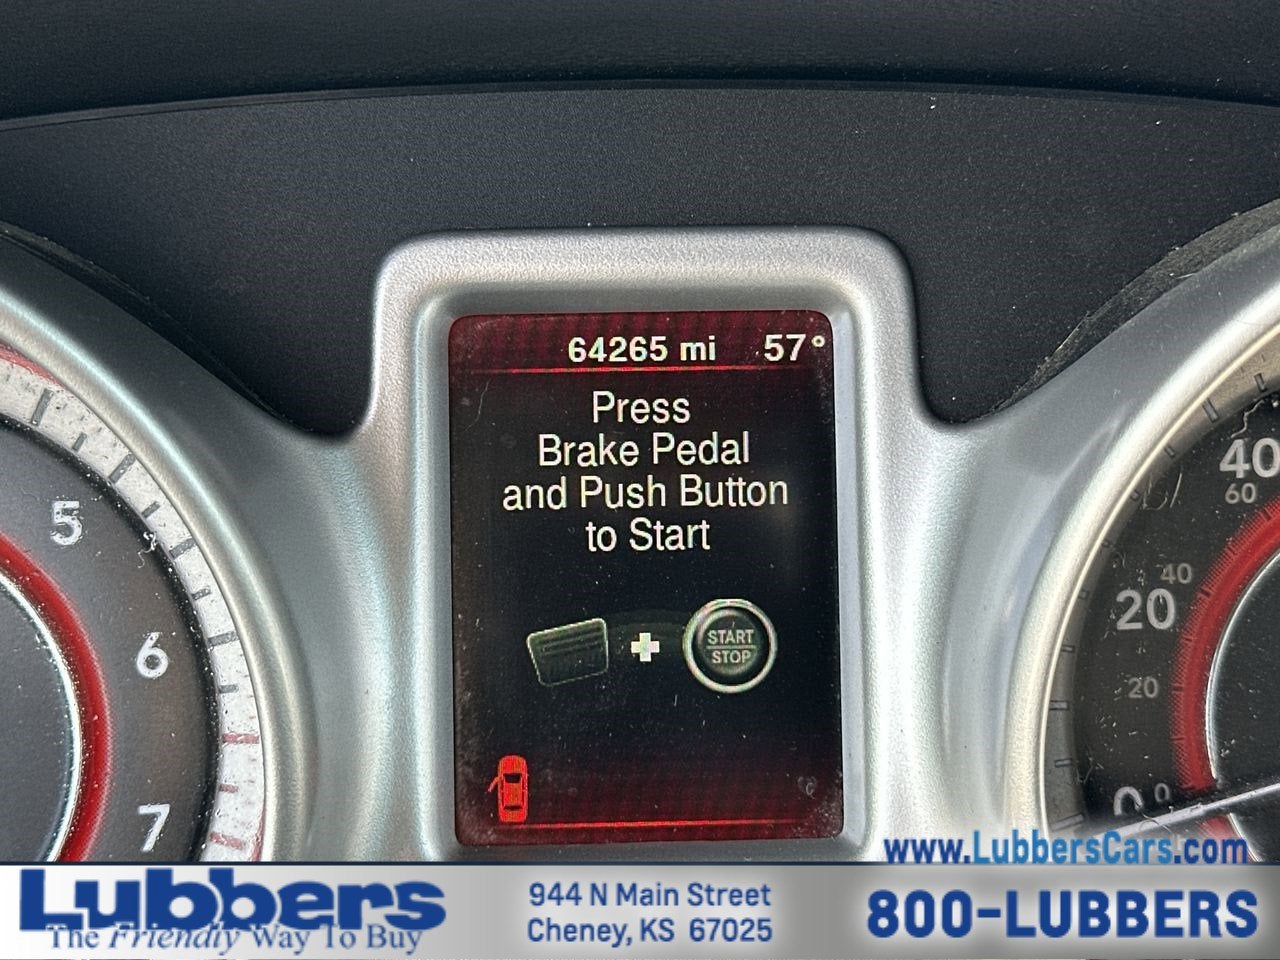 64265 mi 57°
Press
Brake Pedal
and Push Button
to Start
START
STOP
5
6
7
40
60
40
20
20
0
0
www.LubbersCars.com
Lubbers
The Friendly Way To Buy
944 N Main Street
Cheney, KS 67025
800-LUBBERS